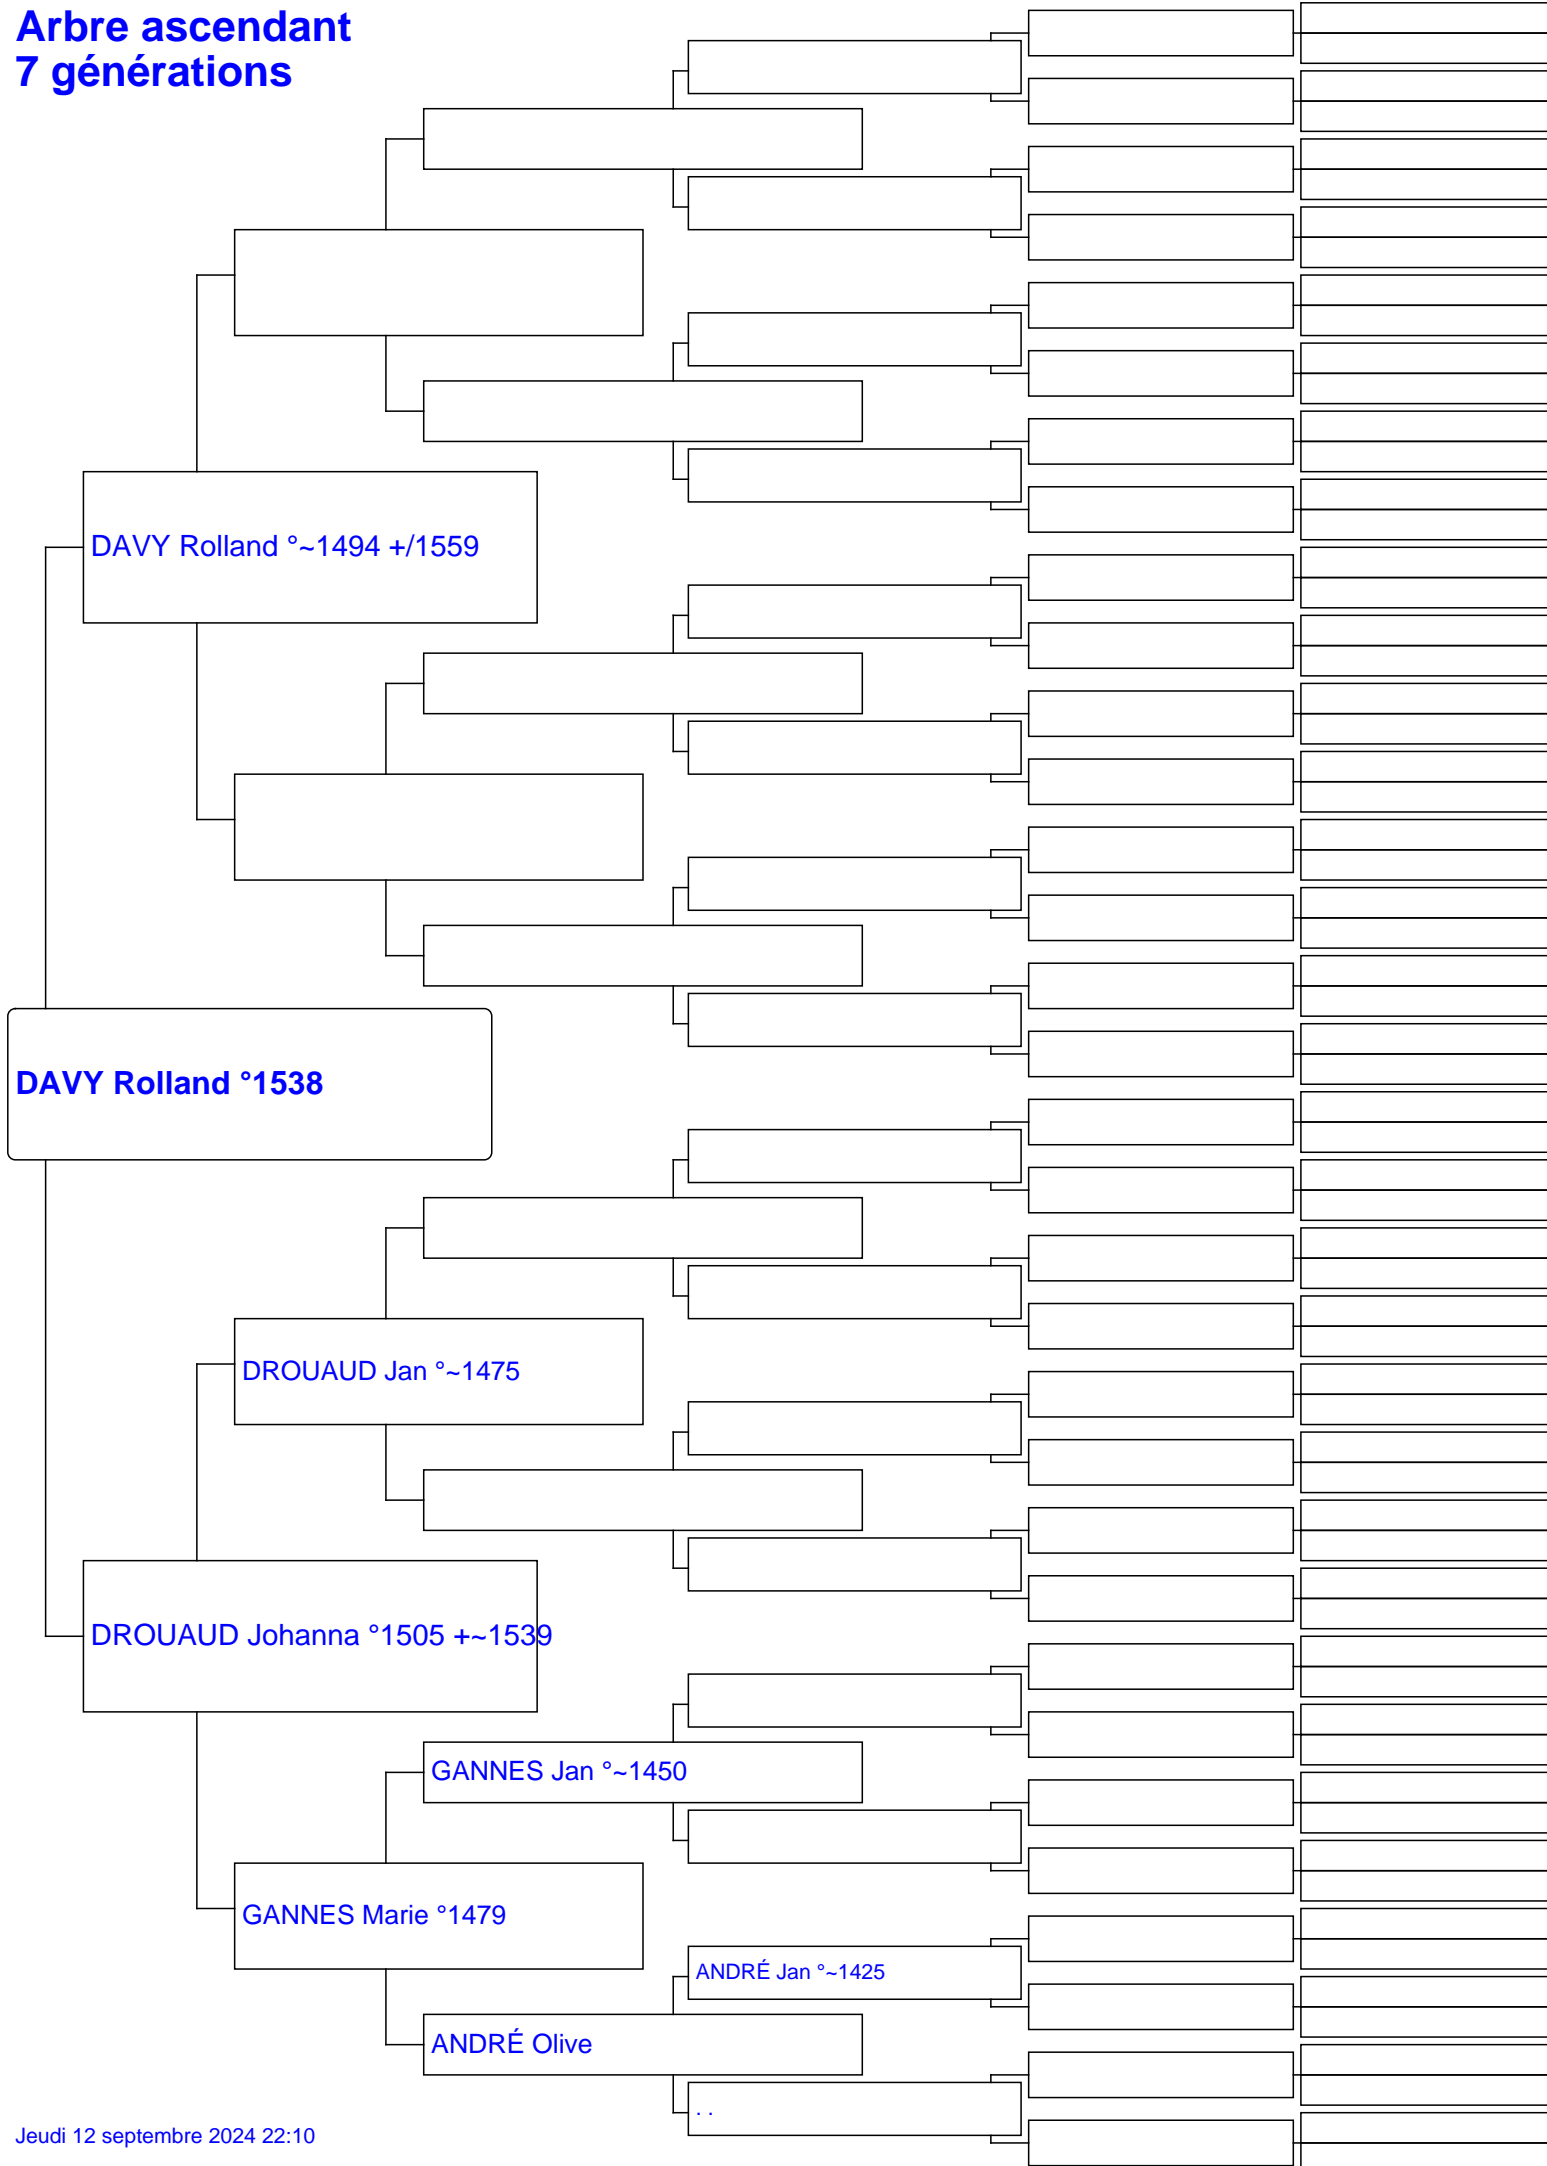 Arbre ascendant
7 générations
DAVY Rolland °~1494 +/1559
DAVY Rolland °1538
DROUAUD Jan °~1475
DROUAUD Johanna °1505 +~1539
GANNES Jan °~1450
GANNES Marie °1479
ANDRÉ Jan °~1425
ANDRÉ Olive
. .
Jeudi 12 septembre 2024 22:10